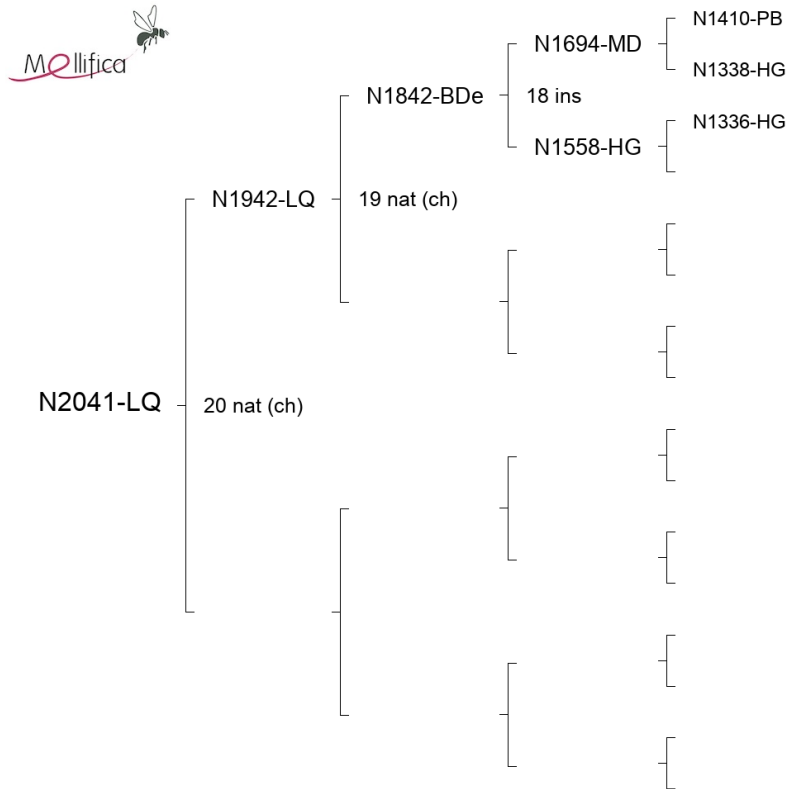 Mellifica
N1410-PB
N1694-MD
N1338-HG
N1842-BDe
18 ins
N1336-HG
N1558-HG
N1942-LQ
19 nat (ch)
N2041-LQ
20 nat (ch)